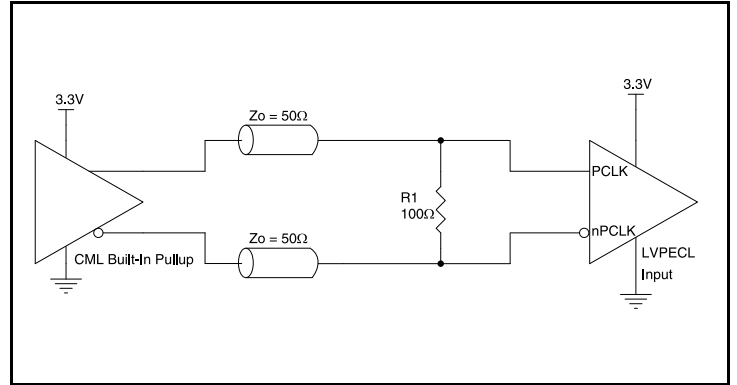 3.3V
3.3V
Zo = 50Ω
PCLK
R1
100Ω
nPCLK
Zo = 50Ω
CML Built-In Pullup
LVPECL
Input